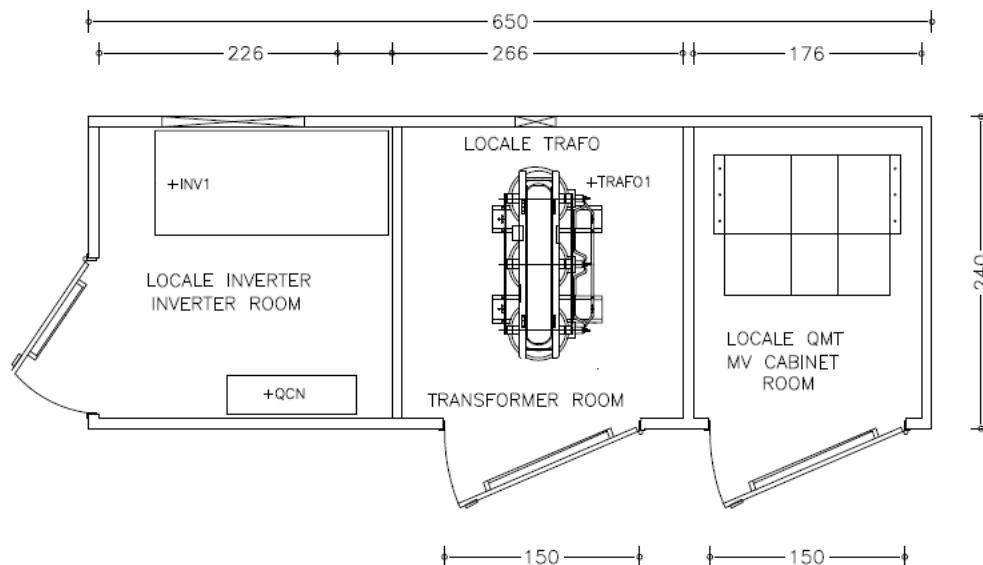 650
226
266
176
LOCALE TRAFO
+INV1
+TRAFO1
240
LOCALE INVERTER
INVERTER ROOM
LOCALE QMT
MV CABINET
ROOM
+QCN
TRANSFORMER ROOM
150
150